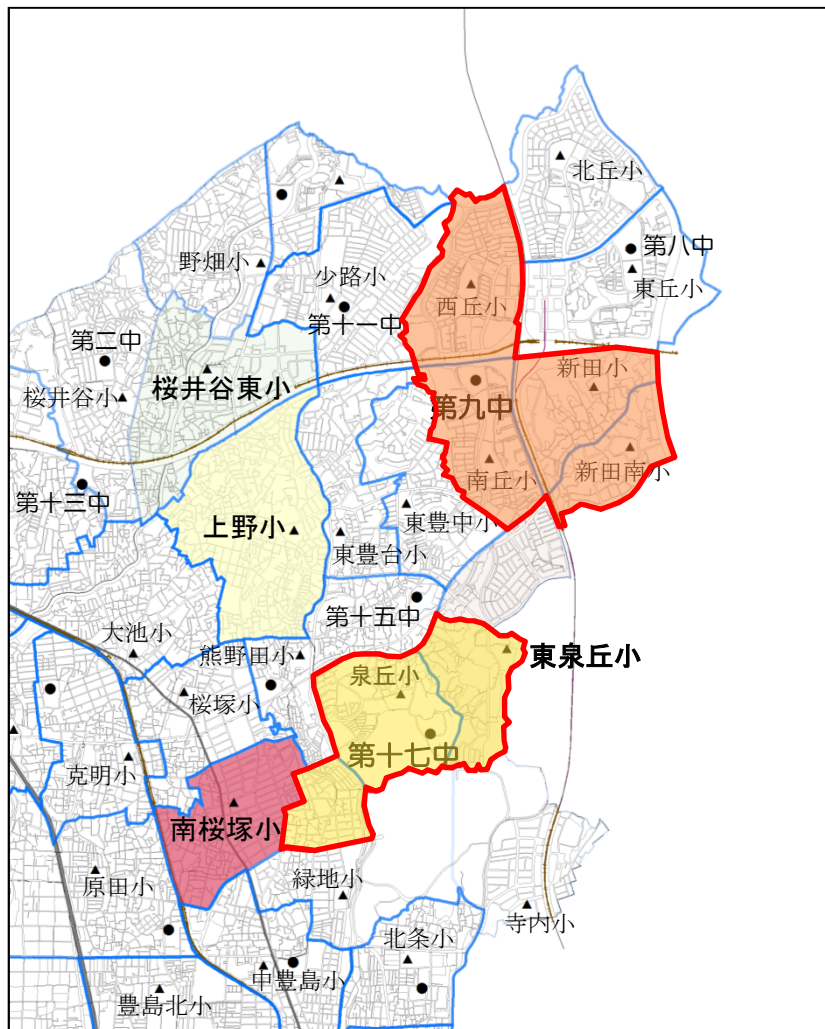 北丘小
第八中
東丘小
野畑小
少路小
第十一中
西丘小
第二中
桜井谷東小
桜井谷小
新田小
第九中
南丘小
新田南小
第十三中
上野小
東豊中小
東豊台小
第十五中
大池小
熊野田小
東泉丘小
泉丘小
桜塚小
第十七中
克明小
南桜塚小
原田小
緑地小
寺内小
北条小
中豊島小
豊島北小